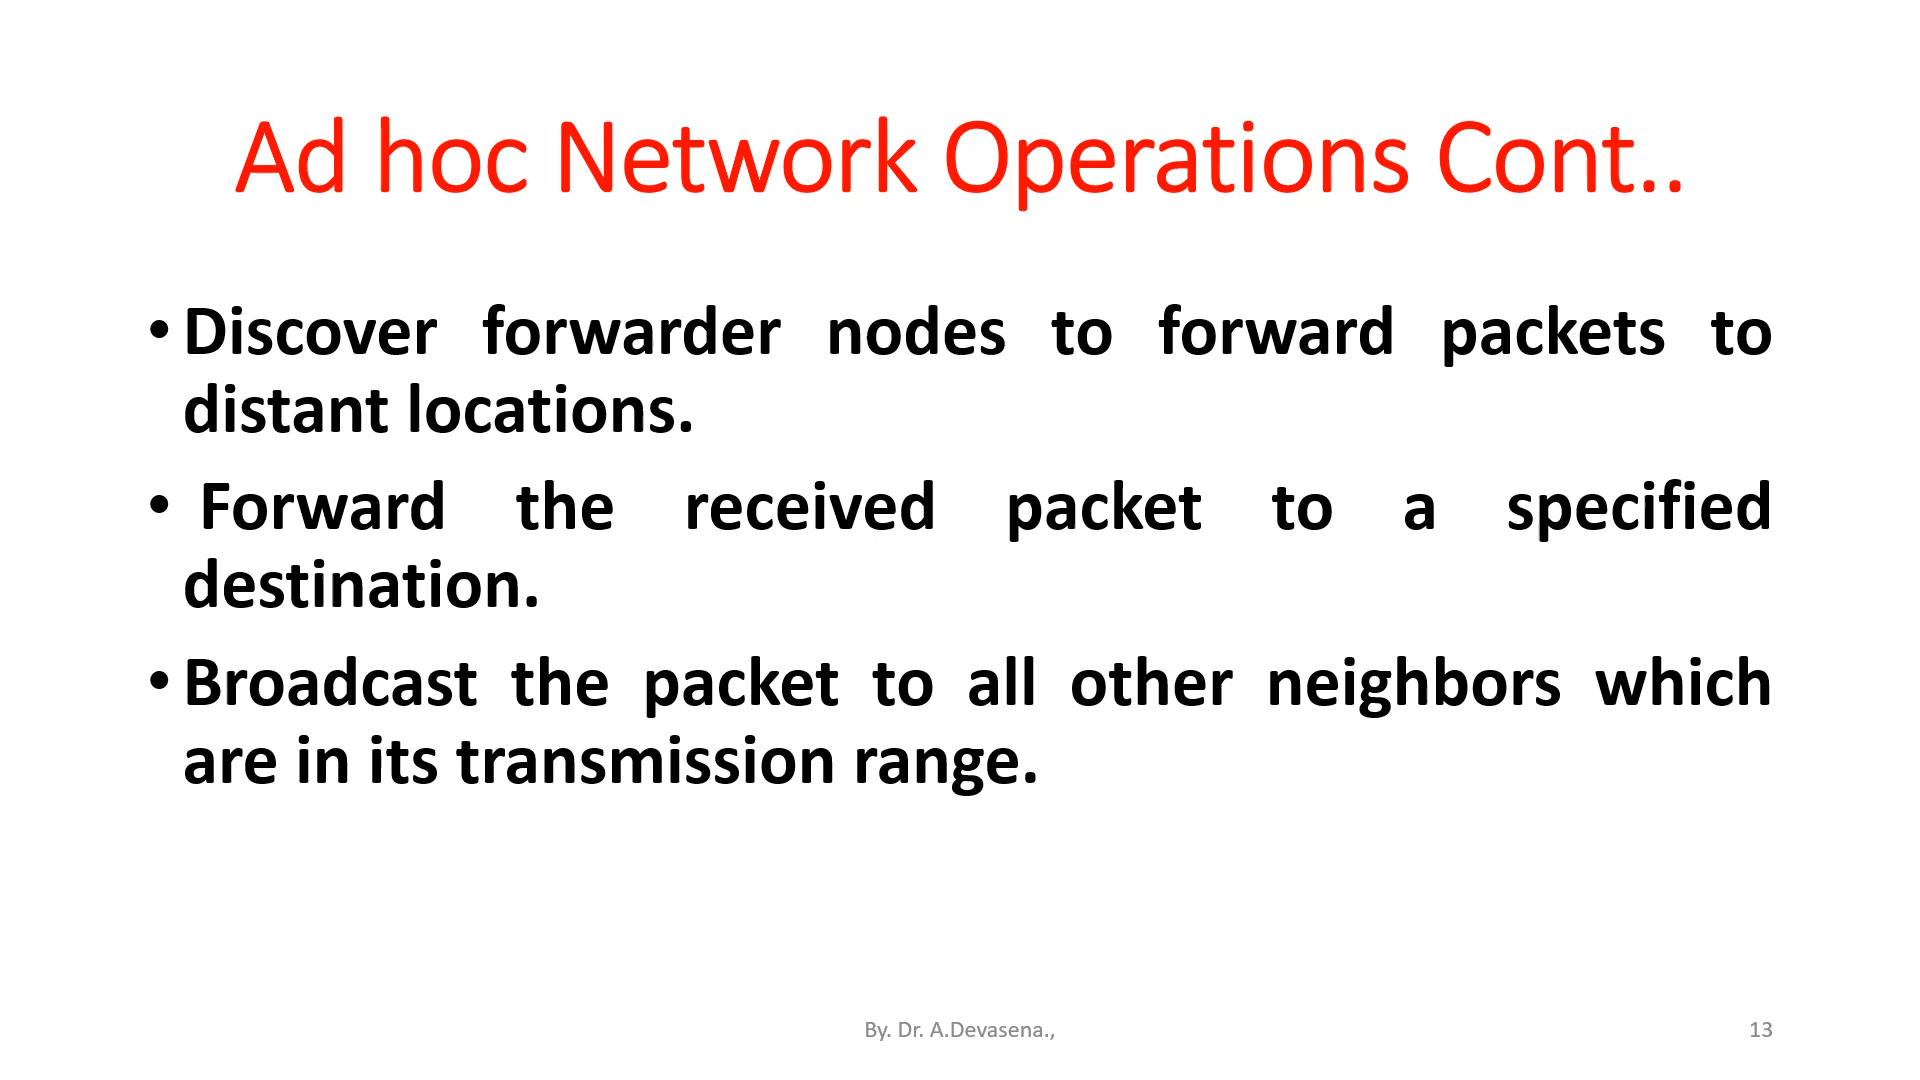 Ad hoc Network Operations Cont..
• Discover forwarder nodes to forward packets to
distant locations.
• Forward the received packet to a specified
destination.
• Broadcast the packet to all other neighbors which
are in its transmission range.
By. Dr. A.Devasena.,
13